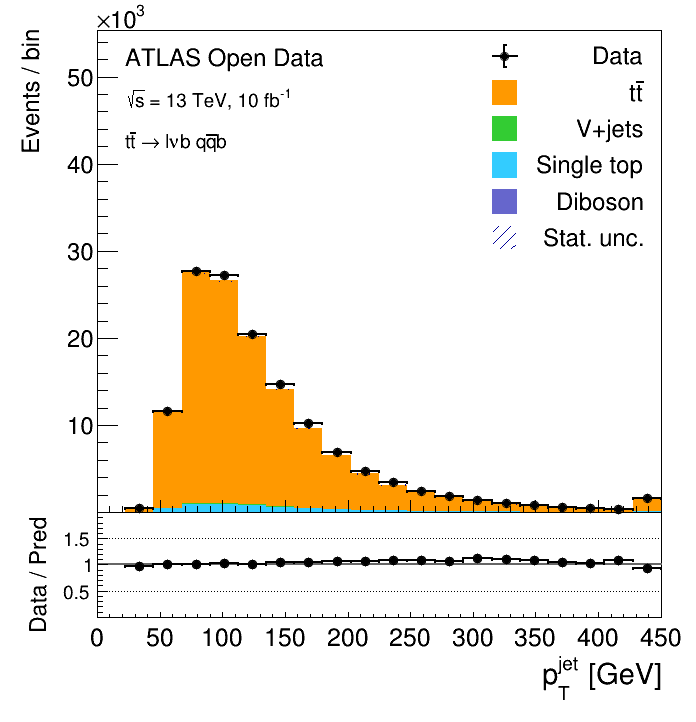 ×10³
Events / bin
50
40
30
20
10
ATLAS Open Data
√s = 13 TeV, 10 fb⁻¹
tt̅ → lνb qq̅b
Data
tt̅
V+jets
Single top
Diboson
Stat. unc.
Data / Pred
1.5
1
0.5
0 50 100 150 200 250 300 350 400 450
p_T^jet [GeV]